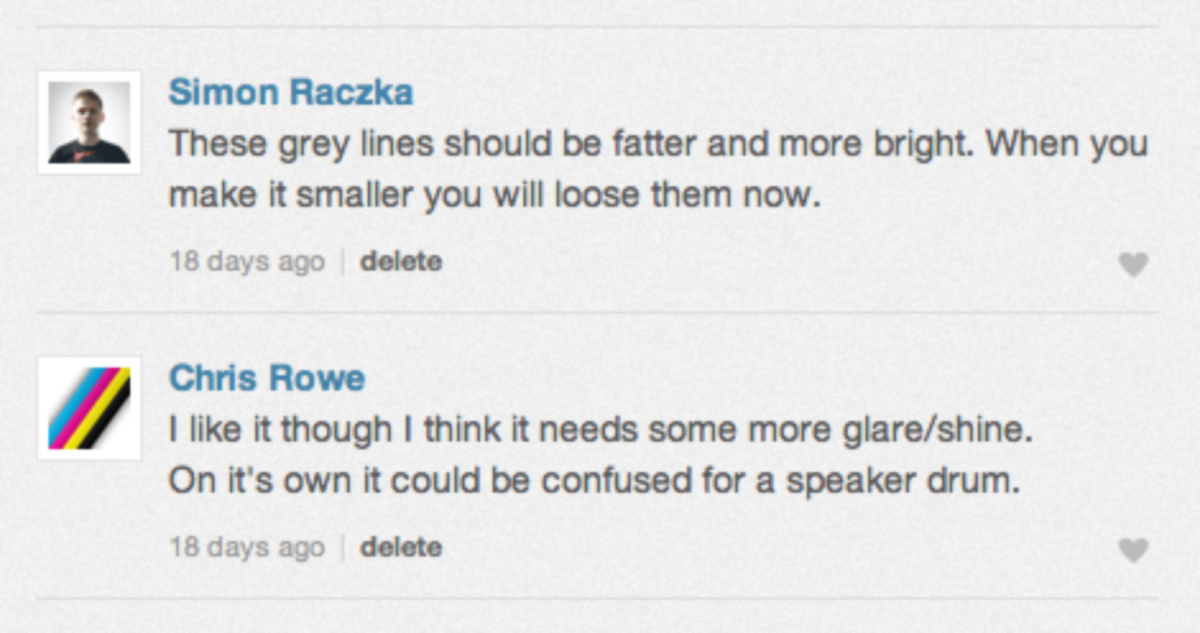 Simon Raczka
These grey lines should be fatter and more bright. When you
make it smaller you will loose them now.
18 days ago | delete
Chris Rowe
I like it though I think it needs some more glare/shine.
On it's own it could be confused for a speaker drum.
18 days ago | delete